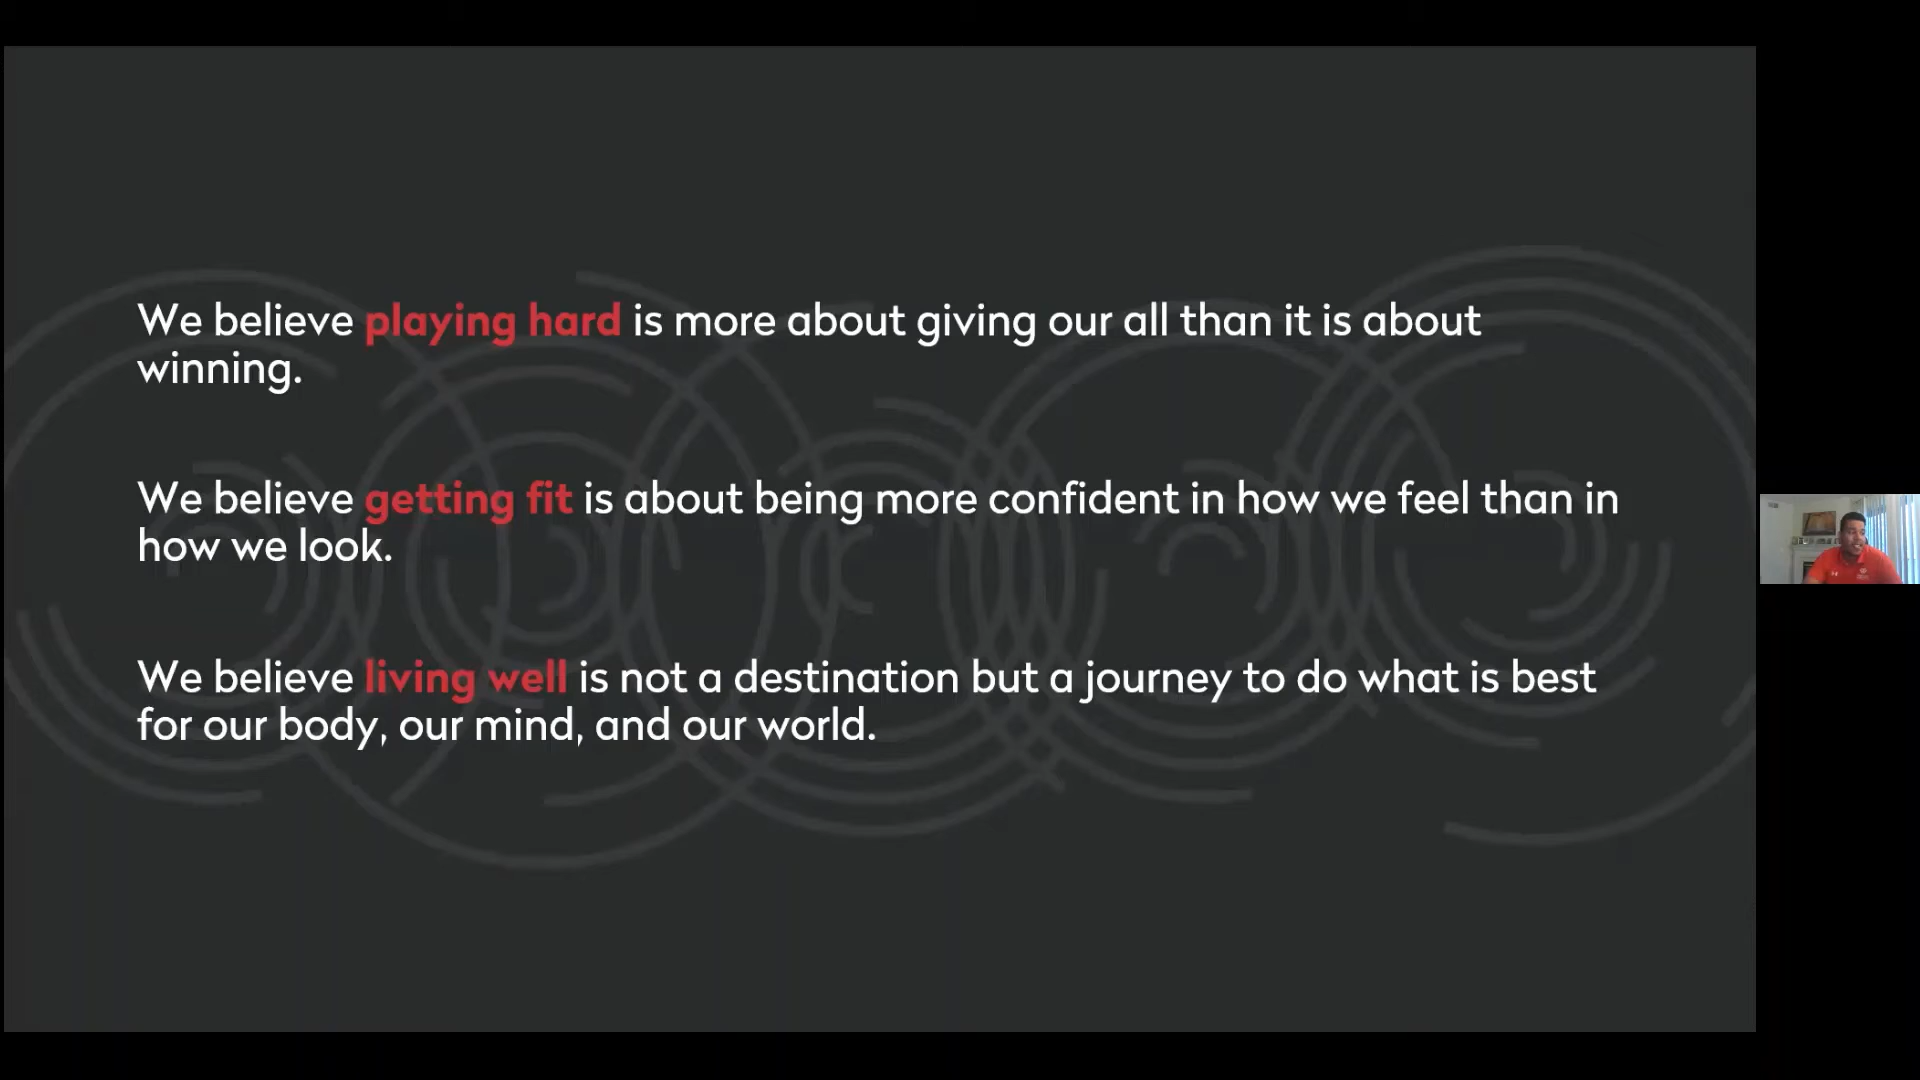 We believe playing hard is more about giving our all than it is about
winning.
We believe getting fit is about being more confident in how we feel than in
how we look.
We believe living well is not a destination but a journey to do what is best
for our body, our mind, and our world.